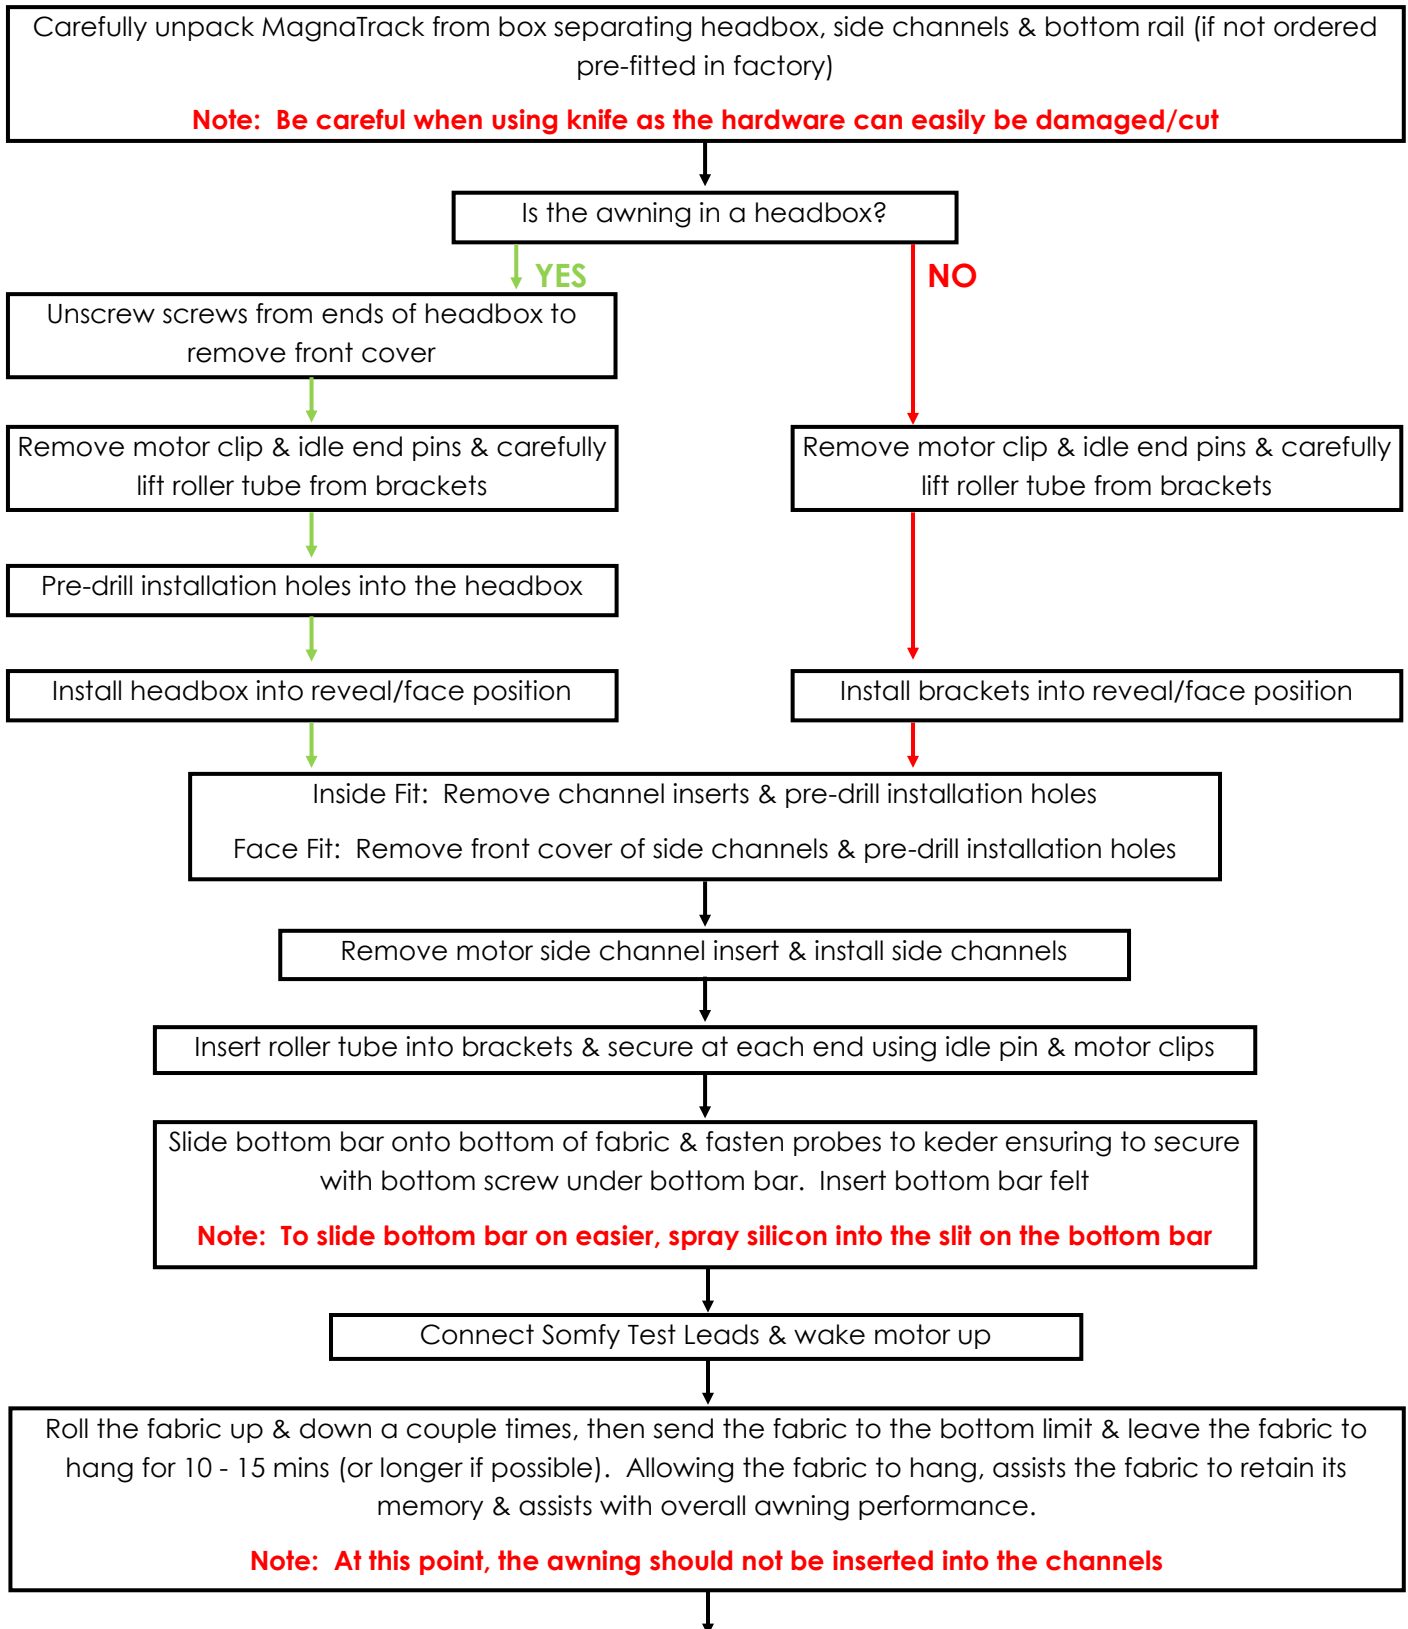 Carefully unpack MagnaTrack from box separating headbox, side channels & bottom rail (if not ordered
pre-fitted in factory)
Note: Be careful when using knife as the hardware can easily be damaged/cut
Is the awning in a headbox?
YES
NO
Unscrew screws from ends of headbox to
remove front cover
Remove motor clip & idle end pins & carefully
lift roller tube from brackets
Remove motor clip & idle end pins & carefully
lift roller tube from brackets
Pre-drill installation holes into the headbox
Install headbox into reveal/face position
Install brackets into reveal/face position
Inside Fit: Remove channel inserts & pre-drill installation holes
Face Fit: Remove front cover of side channels & pre-drill installation holes
Remove motor side channel insert & install side channels
Insert roller tube into brackets & secure at each end using idle pin & motor clips
Slide bottom bar onto bottom of fabric & fasten probes to keder ensuring to secure
with bottom screw under bottom bar. Insert bottom bar felt
Note: To slide bottom bar on easier, spray silicon into the slit on the bottom bar
Connect Somfy Test Leads & wake motor up
Roll the fabric up & down a couple times, then send the fabric to the bottom limit & leave the fabric to
hang for 10 - 15 mins (or longer if possible). Allowing the fabric to hang, assists the fabric to retain its
memory & assists with overall awning performance.
Note: At this point, the awning should not be inserted into the channels